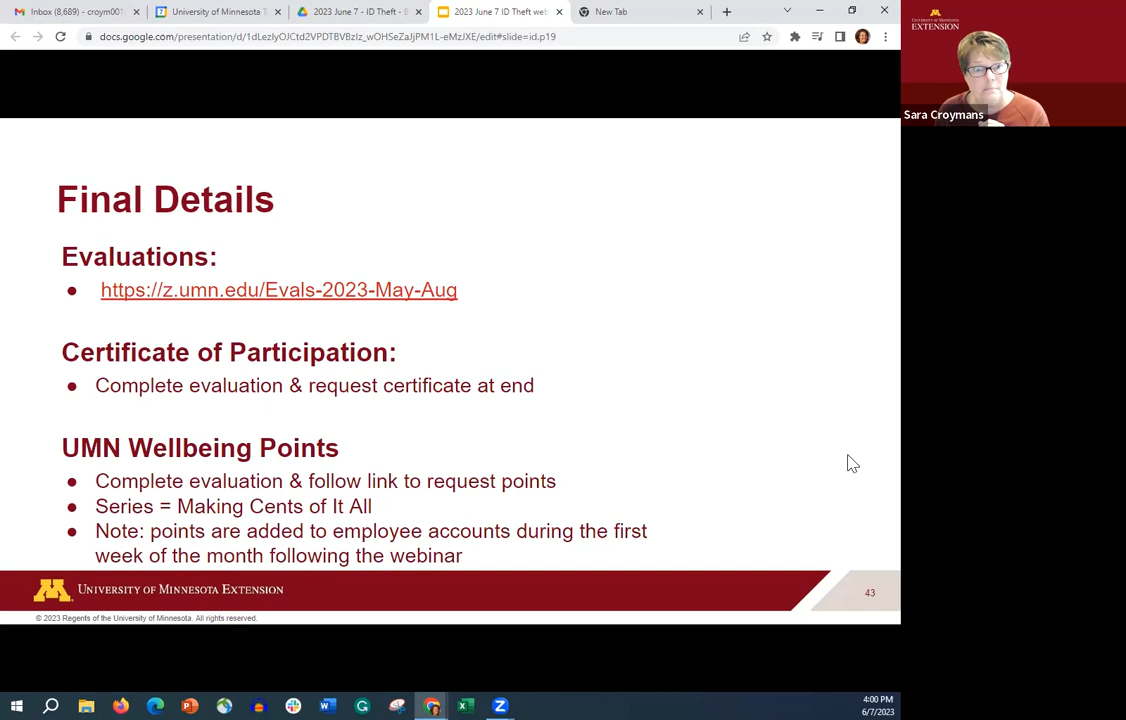 Inbox (8,689) - croym001
University of Minnesota T
2023 June 7 - ID Theft - E
2023 June 7 ID Theft web
New Tab
docs.google.com/presentation/d/1dLezIyOJCtd2VPDTBVBzIz_wOHSeZaJjPM1L-eMzJXE/edit#slide=id.p19
UNIVERSITY OF MINNESOTA
EXTENSION
Sara Croymans
Final Details
Evaluations:
● https://z.umn.edu/Evals-2023-May-Aug
Certificate of Participation:
● Complete evaluation & request certificate at end
UMN Wellbeing Points
● Complete evaluation & follow link to request points
● Series = Making Cents of It All
● Note: points are added to employee accounts during the first
week of the month following the webinar
UNIVERSITY OF MINNESOTA EXTENSION
43
© 2023 Regents of the University of Minnesota. All rights reserved.
4:00 PM
6/7/2023